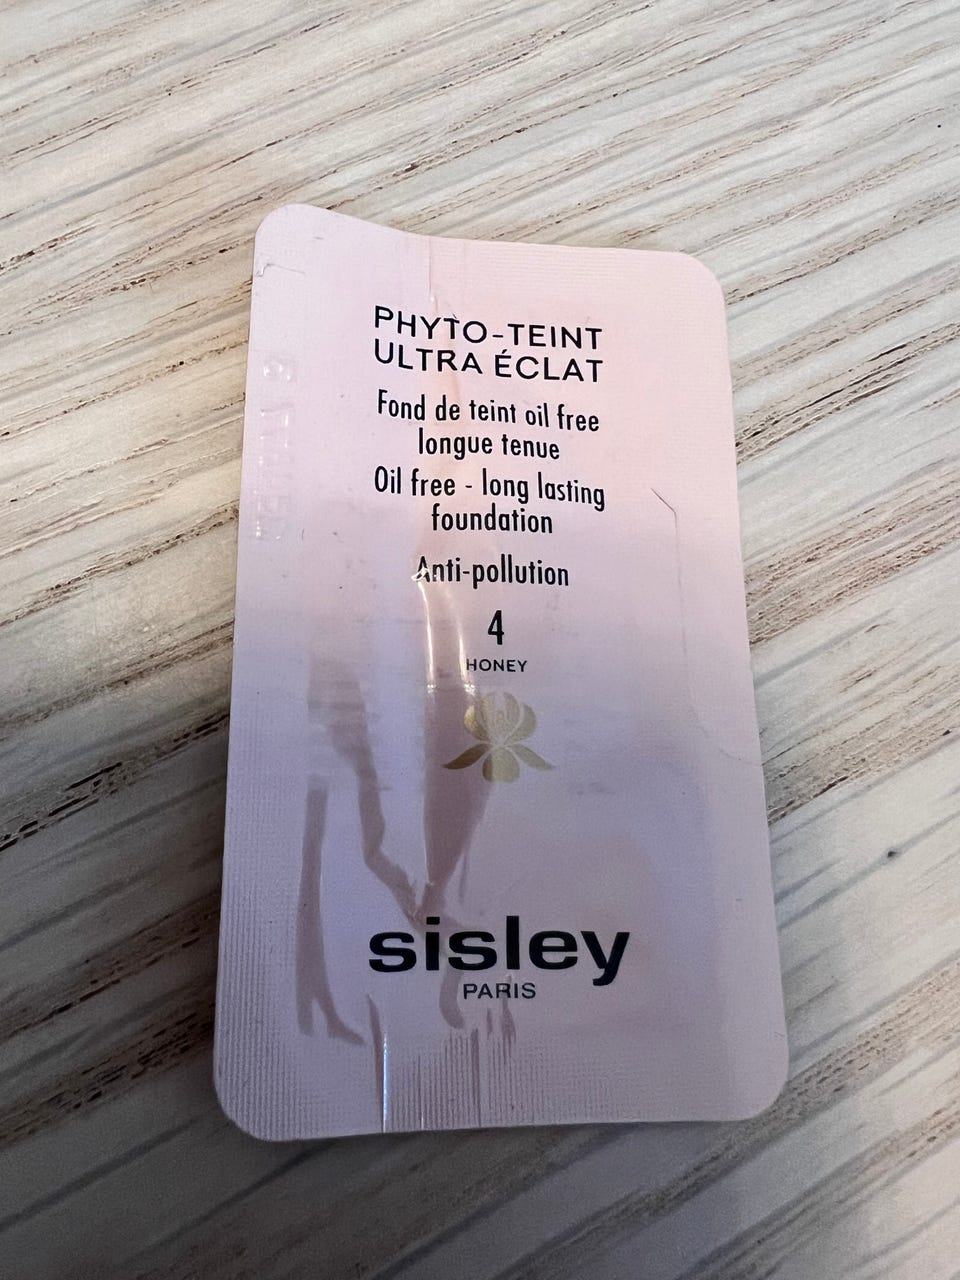 PHYTO-TEINT
ULTRA ÉCLAT
Fond de teint oil free
longue tenue
Oil free - long lasting
foundation
Anti-pollution
4
HONEY
sisley
PARIS